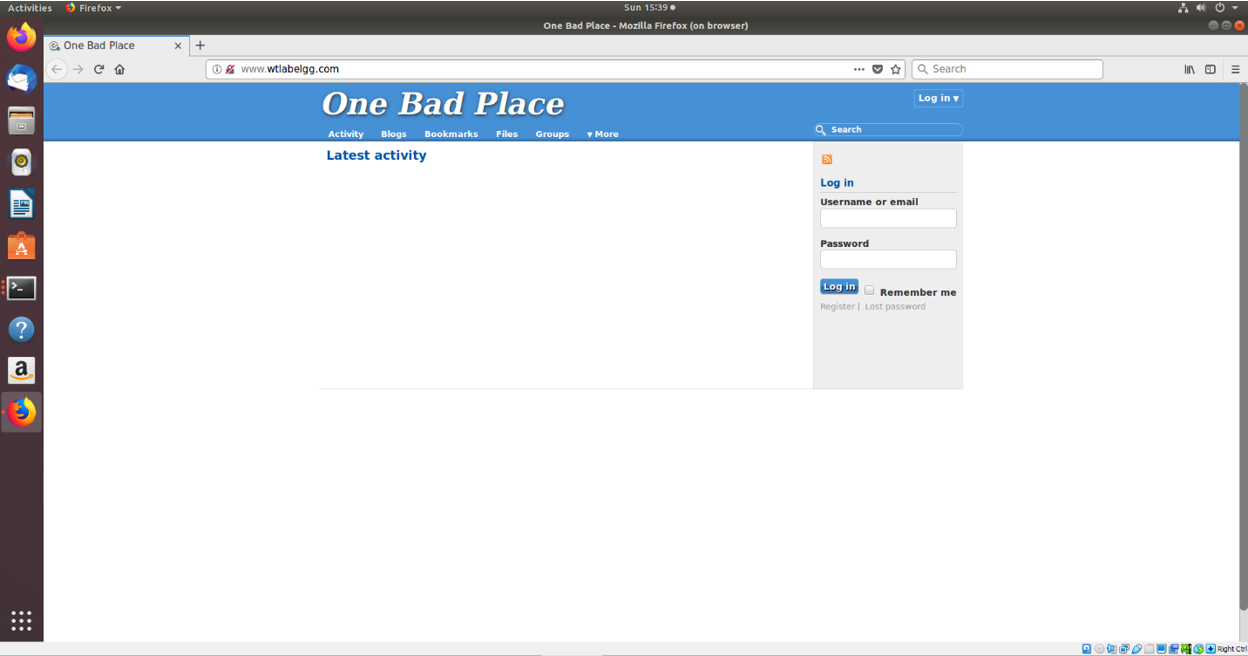 Activities Firefox ▾ Sun 15:39
One Bad Place - Mozilla Firefox (on browser)
One Bad Place
www.wtlabelgg.com
Search
One Bad Place
Log in ▾
Activity Blogs Bookmarks Files Groups ▾ More
Search
Latest activity
Log in
Username or email
Password
Log in Remember me
Register | Lost password
Right Ctrl